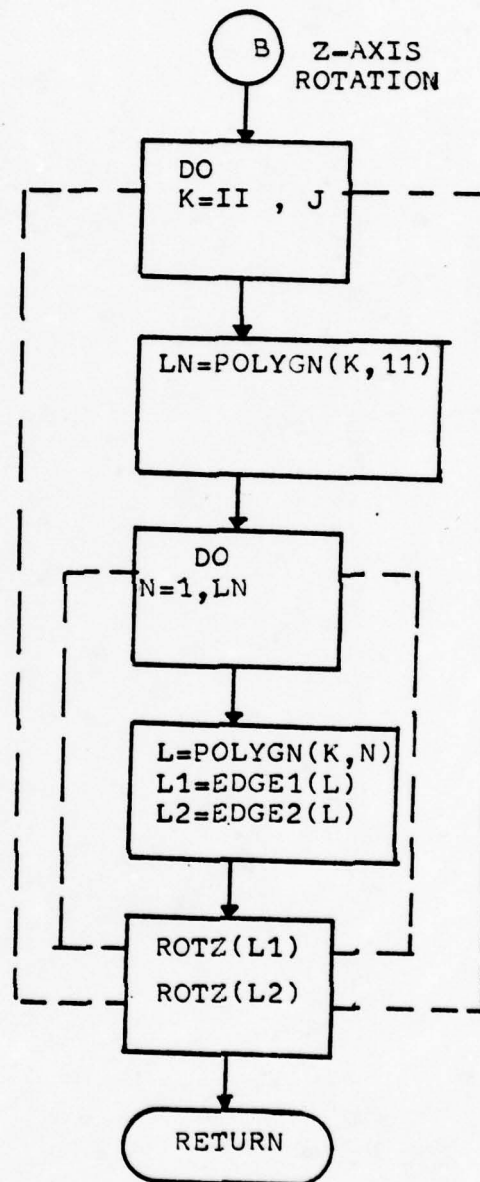 B
Z-AXIS
ROTATION
DO
K=II , J
LN=POLYGN(K,11)
DO
N=1,LN
L=POLYGN(K,N)
L1=EDGE1(L)
L2=EDGE2(L)
ROTZ(L1)
ROTZ(L2)
RETURN